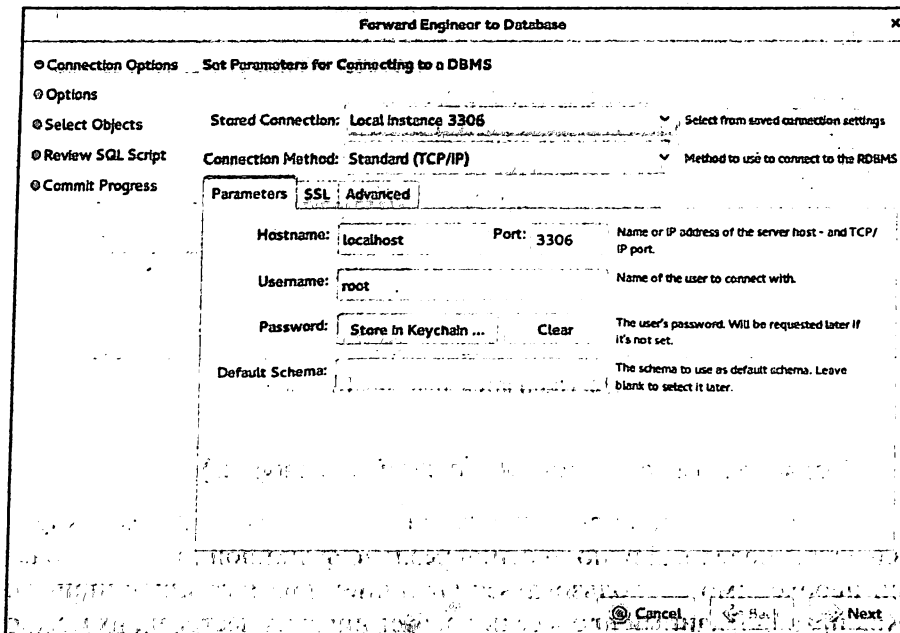 Forward Engineer to Database
×
Connection Options
Set Parameters for Connecting to a DBMS
Options
Select Objects
Stored Connection: Local instance 3306
Select from saved connection settings
Review SQL Script
Connection Method: Standard (TCP/IP)
Method to use to connect to the RDBMS
Commit Progress
Parameters SSL Advanced
Hostname: localhost Port: 3306
Name or IP address of the server host - and TCP/
IP port.
Username: root
Name of the user to connect with.
Password: Store in Keychain ... Clear
The user's password. Will be requested later if
it's not set.
Default Schema:
The schema to use as default schema. Leave
blank to select it later.
Cancel Back Next